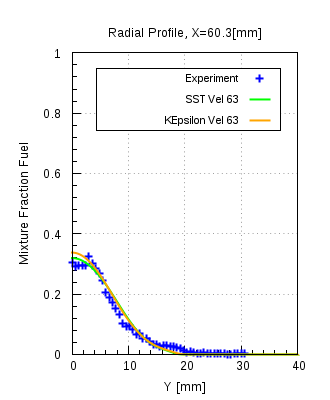 Radial Profile, X=60.3[mm]
Experiment
SST Vel 63
KEpsilon Vel 63
Mixture Fraction Fuel
1
0.8
0.6
0.4
0.2
0
0 10 20 30 40
Y [mm]